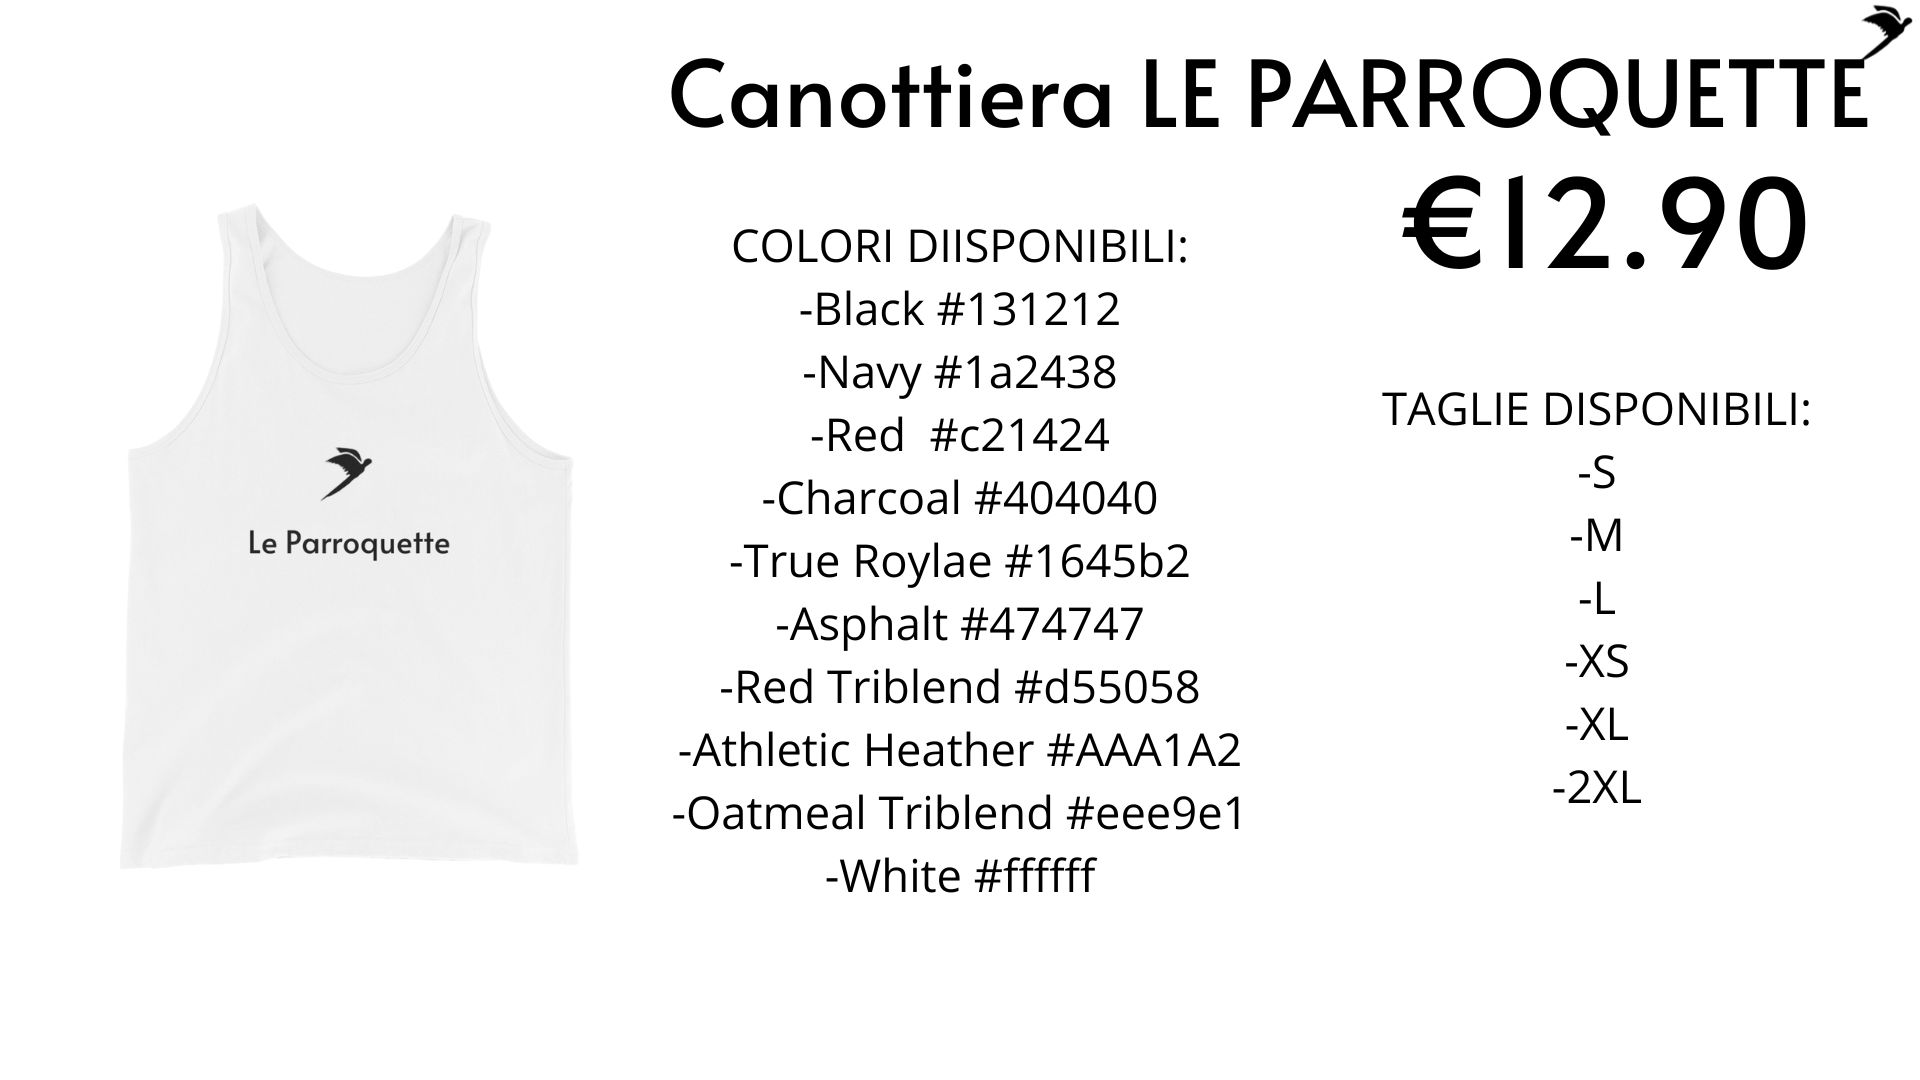 Canottiera LE PARROQUETTE
€12.90
Le Parroquette
COLORI DIISPONIBILI:
-Black #131212
-Navy #1a2438
-Red  #c21424
-Charcoal #404040
-True Roylae #1645b2
-Asphalt #474747
-Red Triblend #d55058
-Athletic Heather #AAA1A2
-Oatmeal Triblend #eee9e1
-White #ffffff
TAGLIE DISPONIBILI:
-S
-M
-L
-XS
-XL
-2XL